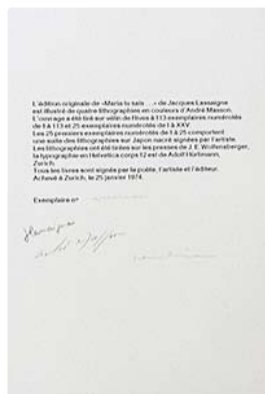 L'édition originale de «Maria tu sais ...» de Jacques Lassaigne
est illustré de quatre lithographies en couleurs d'André Masson.
L'ouvrage a été tiré sur vélin de Rives à 113 exemplaires numérotés
de 1 à 113 et 25 exemplaires numérotés de I à XXV.
Les 25 premiers exemplaires numérotés de 1 à 25 comportent
une suite des lithographies sur Japon nacré signées par l'artiste.
Les lithographies ont été tirées sur les presses de J. E. Wolfensberger,
la typographie en Helvetica corps 12 est de Adolf Hürlimann,
Zurich.
Tous les livres sont signés par le poète, l'artiste et l'éditeur.
Achevé à Zurich, le 25 janvier 1974.
Exemplaire n°